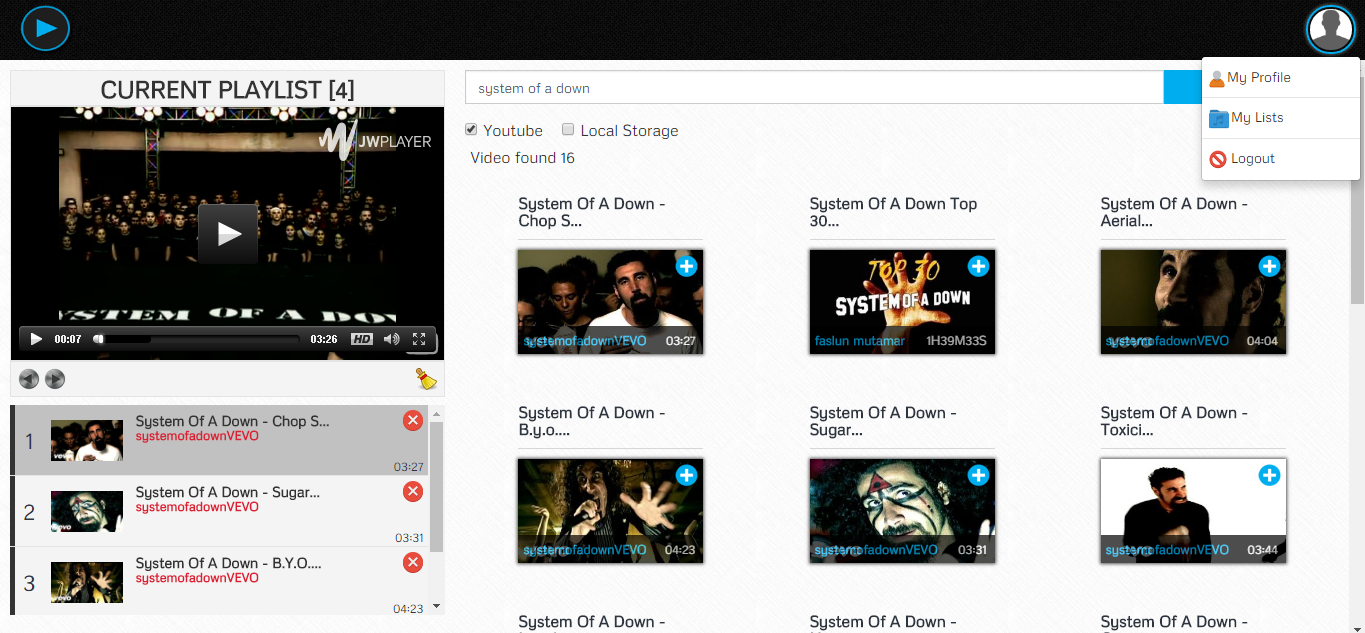 My Profile
My Lists
Logout
CURRENT PLAYLIST [4]
JWPLAYER
SYSTEM OF A DOW
00:07
03:26
HD
1
System Of A Down - Chop S...
systemofadownVEVO
03:27
2
System Of A Down - Sugar...
systemofadownVEVO
03:31
3
System Of A Down - B.Y.O....
systemofadownVEVO
04:23
system of a down
Youtube
Local Storage
Video found 16
System Of A Down -
Chop S...
systemofadownVEVO
03:27
System Of A Down Top
30...
TOP 30
SYSTEM OF A DOWN
faslun mutamar
1H39M33S
System Of A Down -
Aerial...
systemofadownVEVO
04:04
System Of A Down -
B.y.o....
systemofadownVEVO
04:23
System Of A Down -
Sugar...
systemofadownVEVO
03:31
System Of A Down -
Toxici...
systemofadownVEVO
03:44
System Of A Down -
System Of A Down -
System Of A Down -